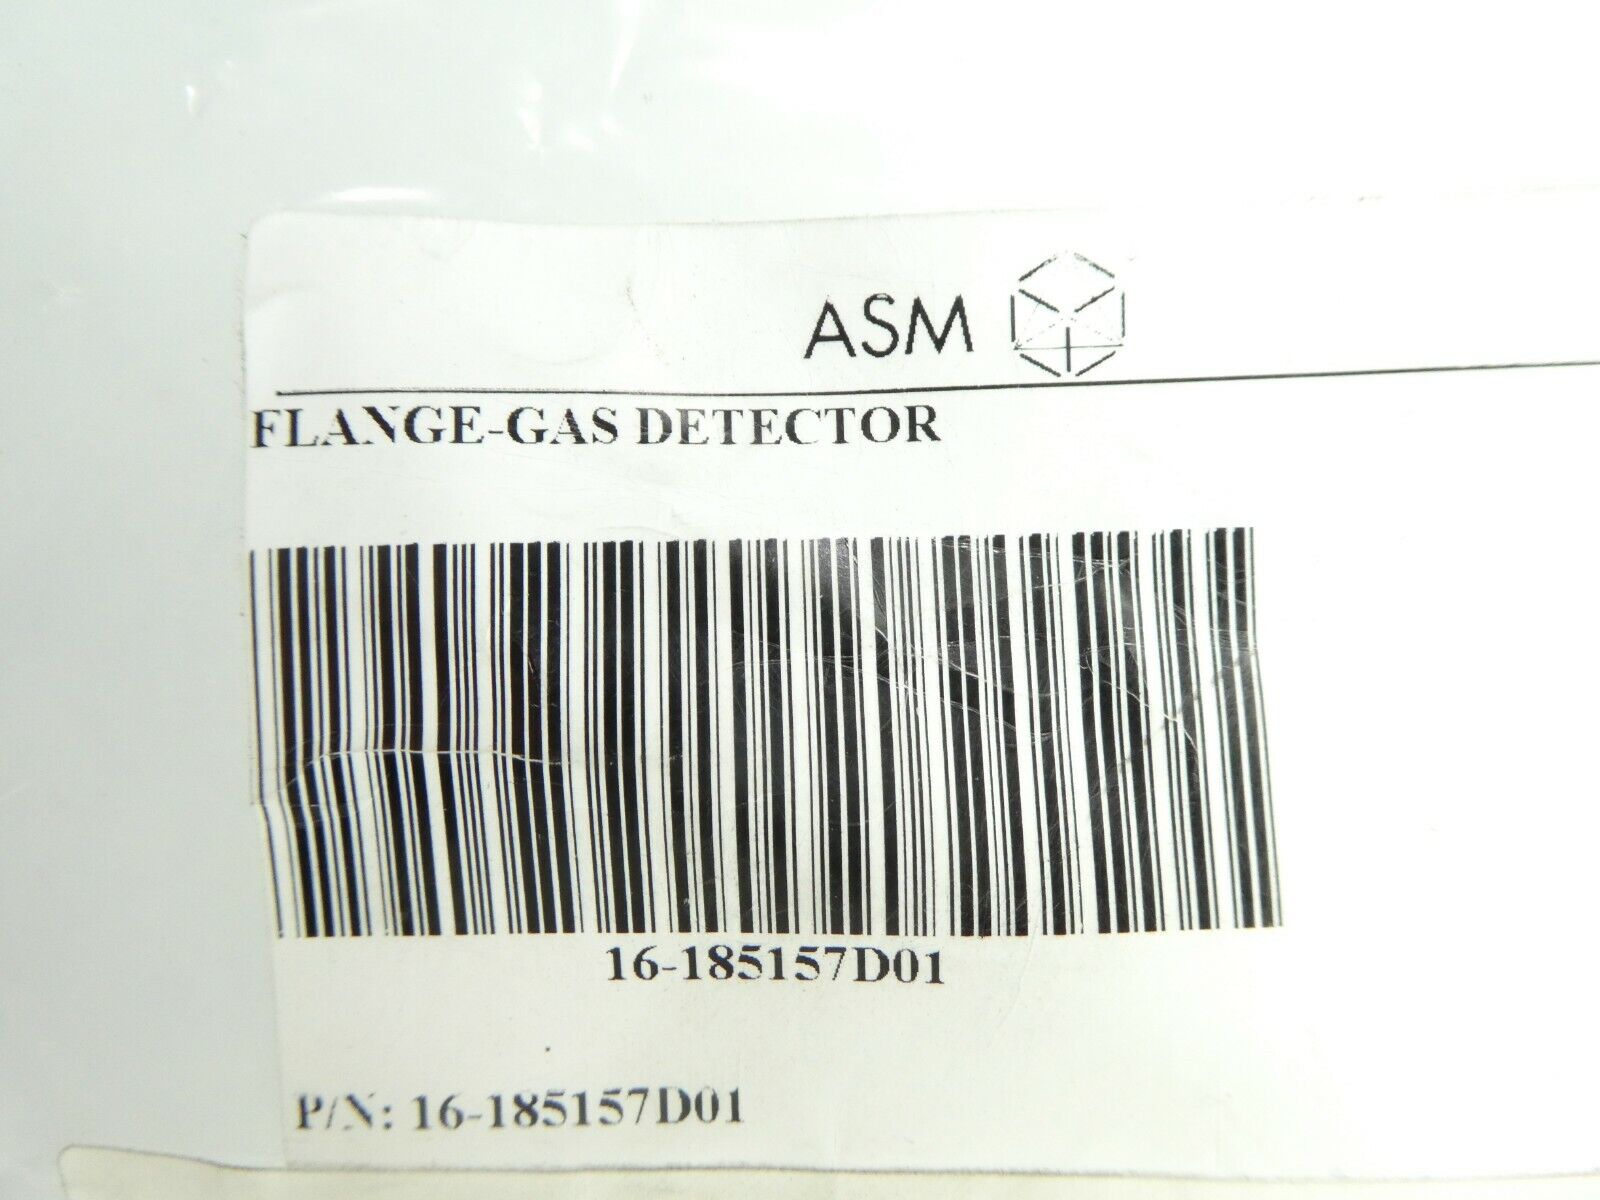 ASM
FLANGE-GAS DETECTOR
16-185157D01
P/N: 16-185157D01